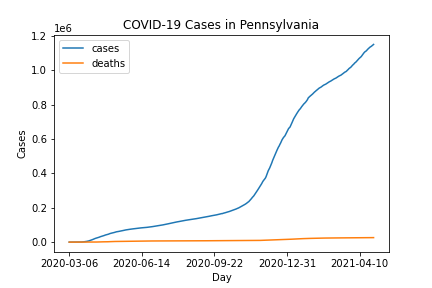 COVID-19 Cases in Pennsylvania
1e6
cases
deaths
1.2
1.0
0.8
0.6
0.4
0.2
0.0
Cases
2020-03-06 2020-06-14 2020-09-22 2020-12-31 2021-04-10
Day